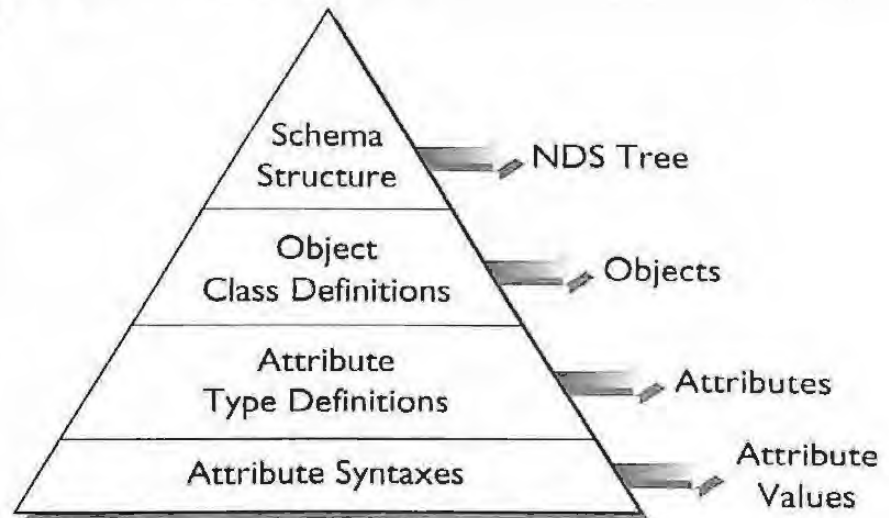 Schema
Structure
NDS Tree
Object
Class Definitions
Objects
Attribute
Type Definitions
Attributes
Attribute Syntaxes
Attribute
Values